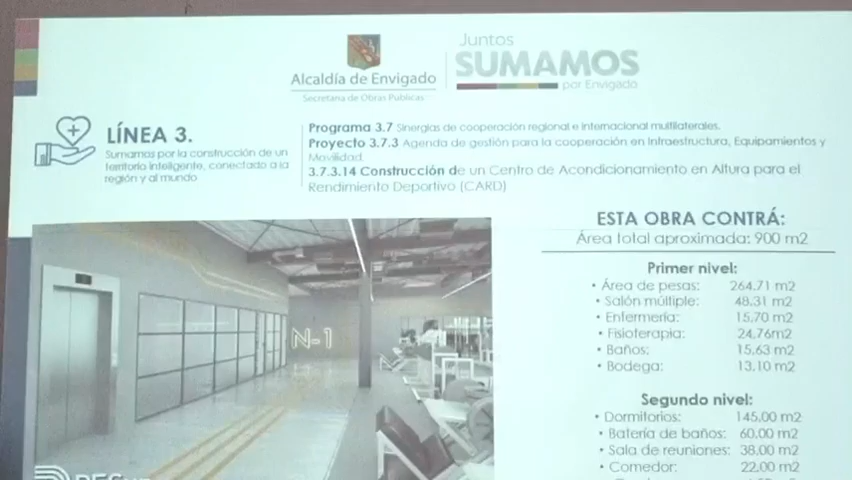 Alcaldía de Envigado
Secretaría de Obras Públicas
Juntos
SUMAMOS
por Envigado
LÍNEA 3.
Sumamos por la construcción de un
territorio inteligente, conectado a la
región y al mundo
Programa 3.7 Sinergias de cooperación regional e internacional multilaterales.
Proyecto 3.7.3 Agenda de gestión para la cooperación en Infraestructura, Equipamientos y
Movilidad
3.7.3.14 Construcción de un Centro de Acondicionamiento en Altura para el
Rendimiento Deportivo (CARD)
N-1
ESTA OBRA CONTRÁ:
Área total aproximada: 900 m2
Primer nivel:
• Área de pesas: 264.71 m2
• Salón múltiple: 48.31 m2
• Enfermería: 15.70 m2
• Fisioterapia: 24.76m2
• Baños: 15.63 m2
• Bodega: 13.10 m2
Segundo nivel:
• Dormitorios: 145.00 m2
• Batería de baños: 60.00 m2
• Sala de reuniones: 38.00 m2
• Comedor: 22.00 m2